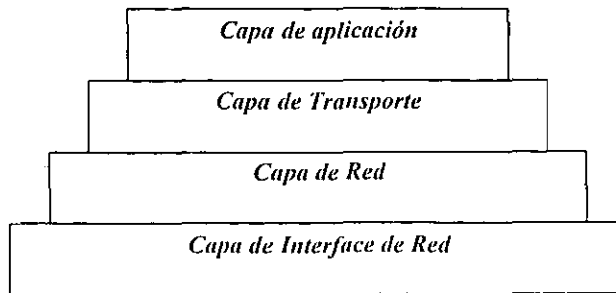 Capa de aplicación
Capa de Transporte
Capa de Red
Capa de Interface de Red